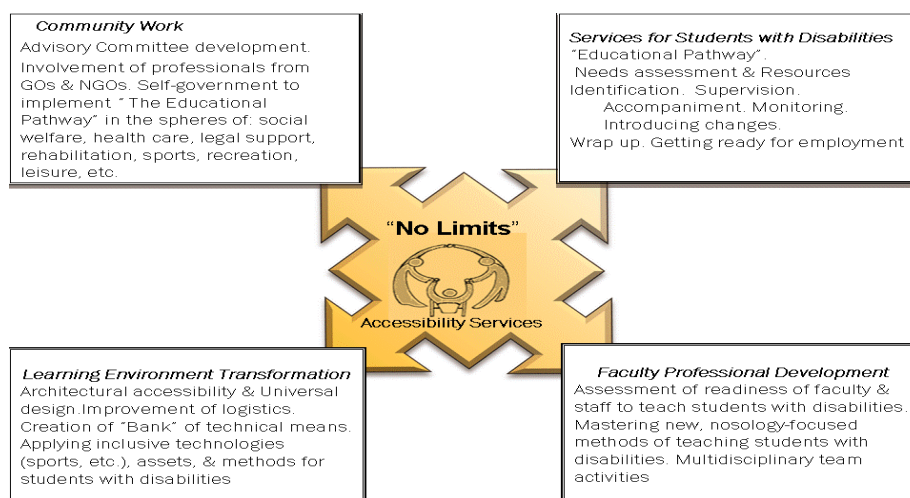 Community Work
Advisory Committee development.
Involvement of professionals from
GOs & NGOs. Self-government to
implement “ The Educational
Pathway” in the spheres of: social
welfare, health care, legal support,
rehabilitation, sports, recreation,
leisure, etc.
Services for Students with Disabilities
“Educational Pathway”.
Needs assessment & Resources
Identification. Supervision.
Accompaniment. Monitoring.
Introducing changes.
Wrap up. Getting ready for employment
“No Limits”
Accessibility Services
Learning Environment Transformation
Architectural accessibility & Universal
design.Improvement of logistics.
Creation of “Bank” of technical means.
Applying inclusive technologies
(sports, etc.), assets, & methods for
students with disabilities
Faculty Professional Development
Assessment of readiness of faculty &
staff to teach students with disabilities.
Mastering new, nosology-focused
methods of teaching students with
disabilities. Multidisciplinary team
activities